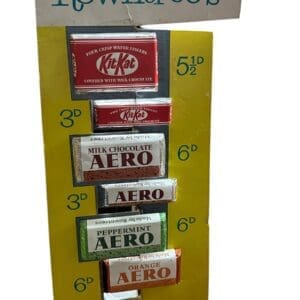 Rowntree's
FOUR CRISP WAFER FINGERS
KitKat
COVERED WITH MILK CHOCOLATE
5½D
3D
KitKat
MILK CHOCOLATE
AERO
6D
AERO
3D
PEPPERMINT
AERO
6D
ORANGE
AERO
6D